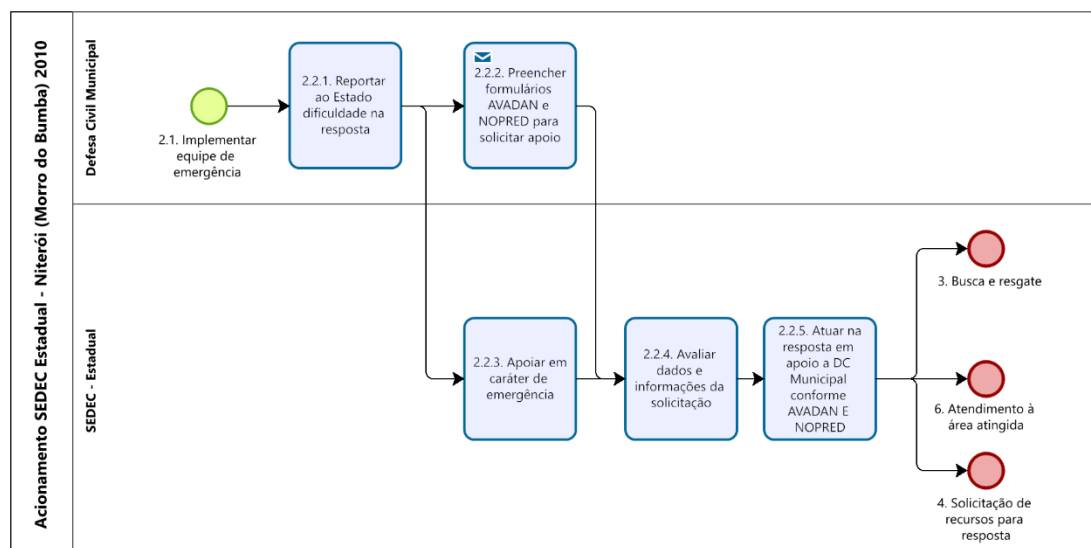 Acionamento SEDEC Estadual - Niterói (Morro do Bumba) 2010
Defesa Civil Municipal
2.1. Implementar
equipe de
emergência
2.2.1. Reportar
ao Estado
dificuldade na
resposta
2.2.2. Preencher
formulários
AVADAN e
NOPRED para
solicitar apoio
SEDEC - Estadual
2.2.3. Apoiar em
caráter de
emergência
2.2.4. Avaliar
dados e
informações da
solicitação
2.2.5. Atuar na
resposta em
apoio a DC
Municipal
conforme
AVADAN E
NOPRED
3. Busca e resgate
6. Atendimento à
área atingida
4. Solicitação de
recursos para
resposta